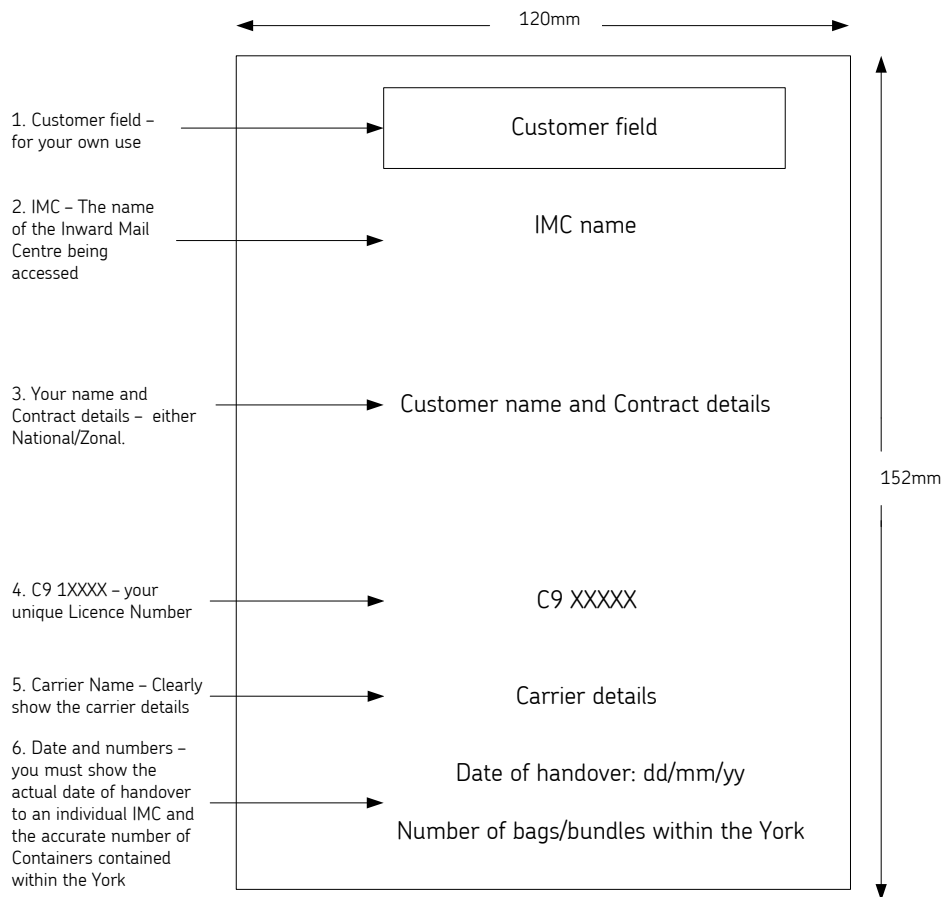 120mm
1. Customer field –
for your own use
Customer field
2. IMC – The name
of the Inward Mail
Centre being
accessed
IMC name
3. Your name and
Contract details –  either
National/Zonal.
Customer name and Contract details
152mm
4. C9 1XXXX – your
unique Licence Number
C9 XXXXX
5. Carrier Name – Clearly
show the carrier details
Carrier details
6. Date and numbers –
you must show the
actual date of handover
to an individual IMC and
the accurate number of
Containers contained
within the York
Date of handover: dd/mm/yy
Number of bags/bundles within the York